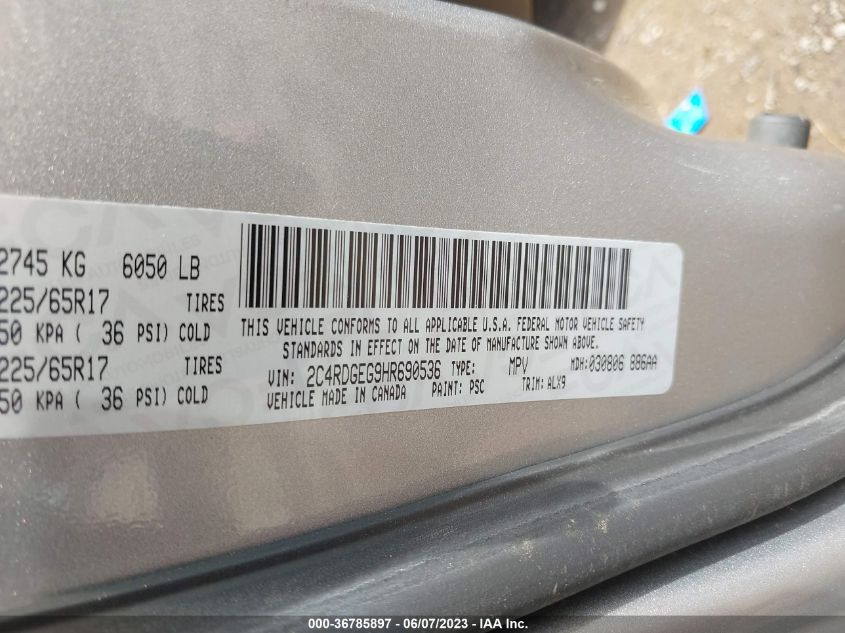 2745 KG 6050 LB
225/65R17 TIRES
50 KPA ( 36 PSI) COLD
225/65R17 TIRES
50 KPA ( 36 PSI) COLD
THIS VEHICLE CONFORMS TO ALL APPLICABLE U.S.A. FEDERAL MOTOR VEHICLE SAFETY
STANDARDS IN EFFECT ON THE DATE OF MANUFACTURE SHOWN ABOVE.
VIN: 2C4RDGEG9HR690536 TYPE: MPV MDH:030806 886AA
VEHICLE MADE IN CANADA PAINT: PSC TRIM: ALX9
000-36785897 - 06/07/2023 - IAA Inc.